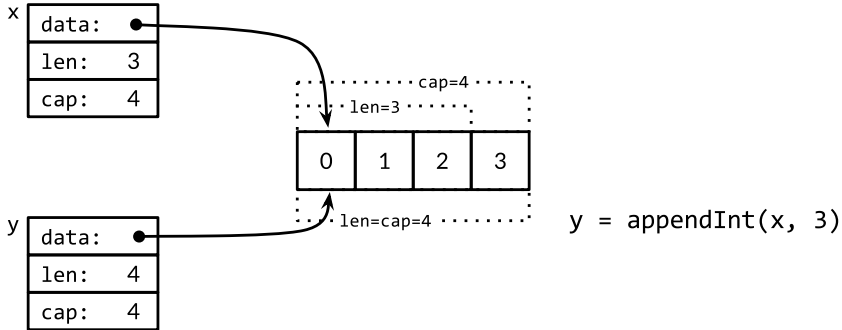 x
data:
len: 3
cap: 4
cap=4
len=3
0 1 2 3
len=cap=4
y = appendInt(x, 3)
y
data:
len: 4
cap: 4